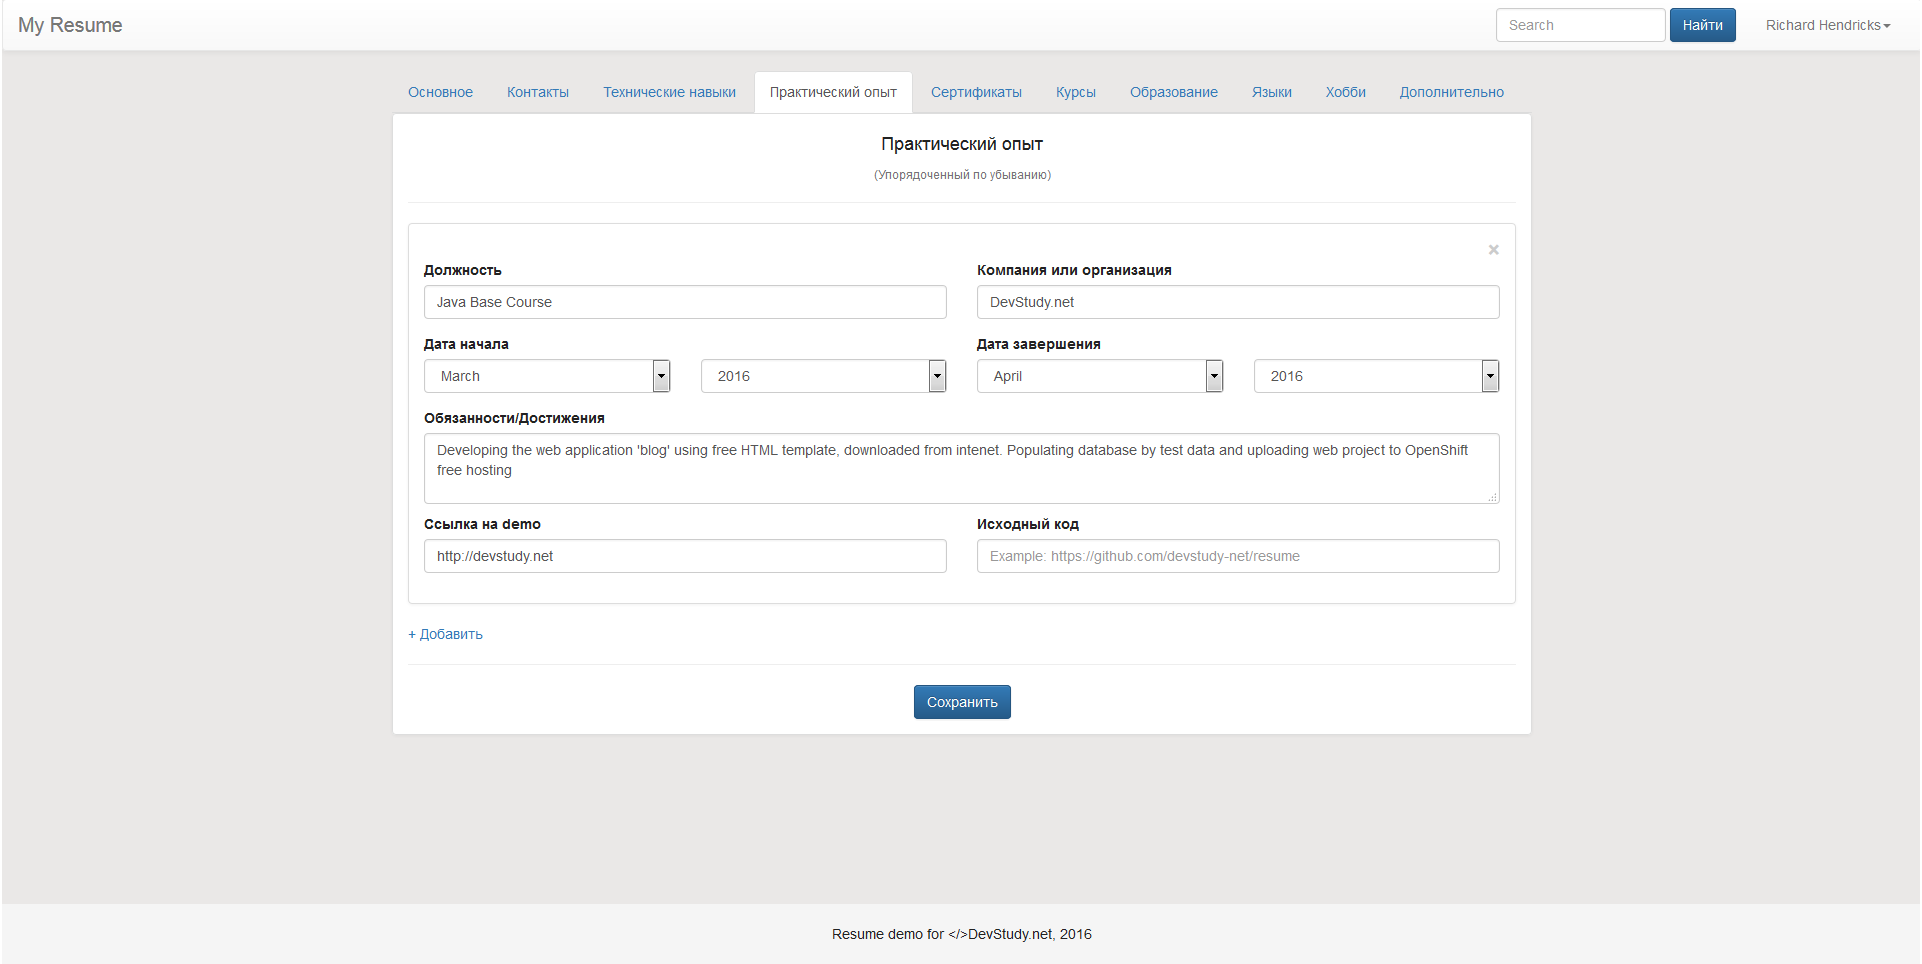 My Resume
Search
Найти
Richard Hendricks
Основное
Контакты
Технические навыки
Практический опыт
Сертификаты
Курсы
Образование
Языки
Хобби
Дополнительно
Практический опыт
(Упорядоченный по убыванию)
×
Должность
Компания или организация
Java Base Course
DevStudy.net
Дата начала
Дата завершения
March
2016
April
2016
Обязанности/Достижения
Developing the web application 'blog' using free HTML template, downloaded from intenet. Populating database by test data and uploading web project to OpenShift
free hosting
Ссылка на demo
Исходный код
http://devstudy.net
Example: https://github.com/devstudy-net/resume
+ Добавить
Сохранить
Resume demo for </>DevStudy.net, 2016